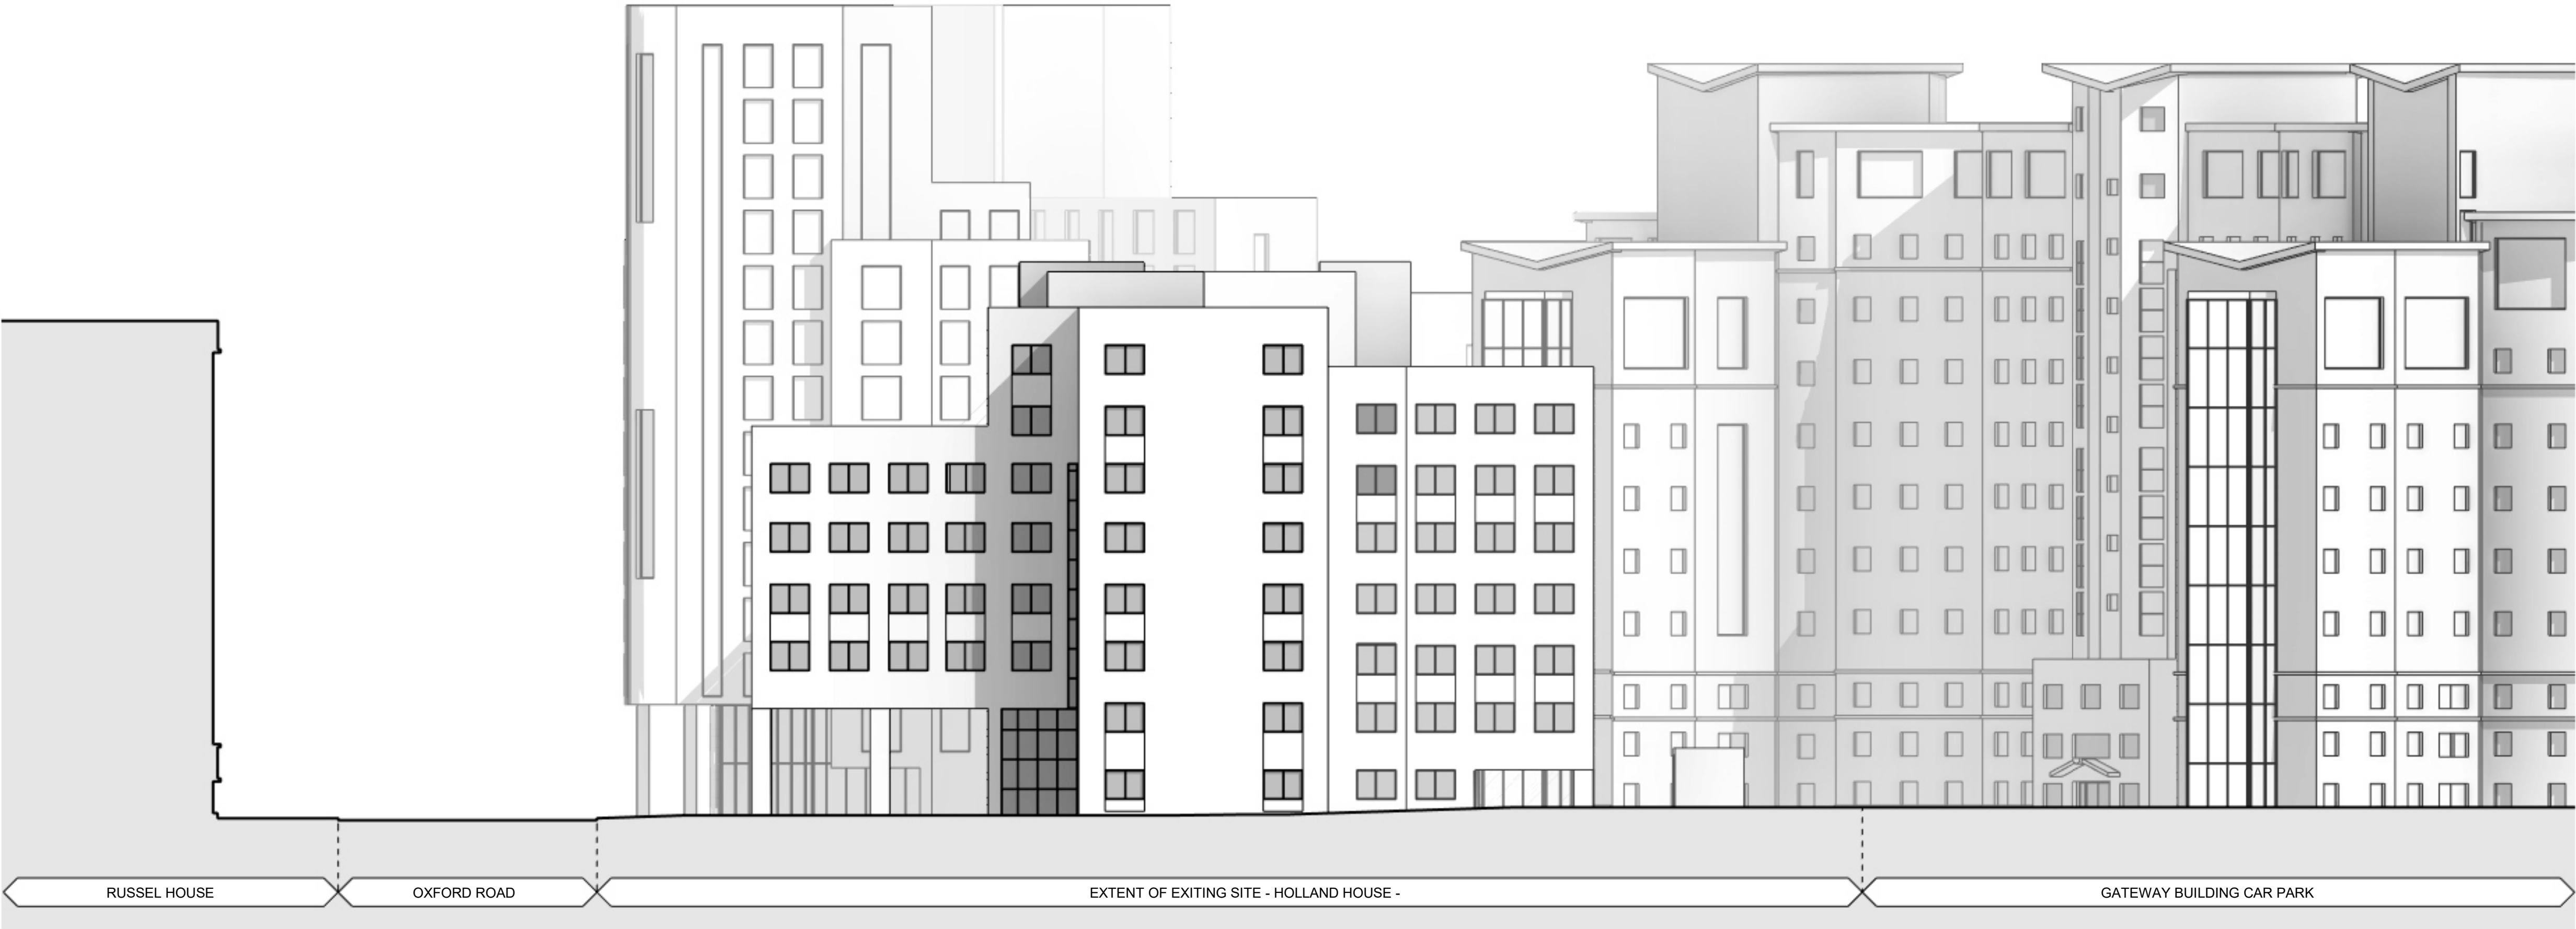 RUSSEL HOUSE
OXFORD ROAD
EXTENT OF EXITING SITE - HOLLAND HOUSE -
GATEWAY BUILDING CAR PARK